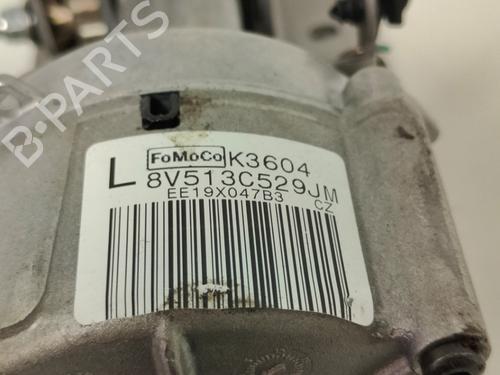 B-PARTS
FoMoCo K3604
L 8V513C529JM
EE19X047B3 CZ